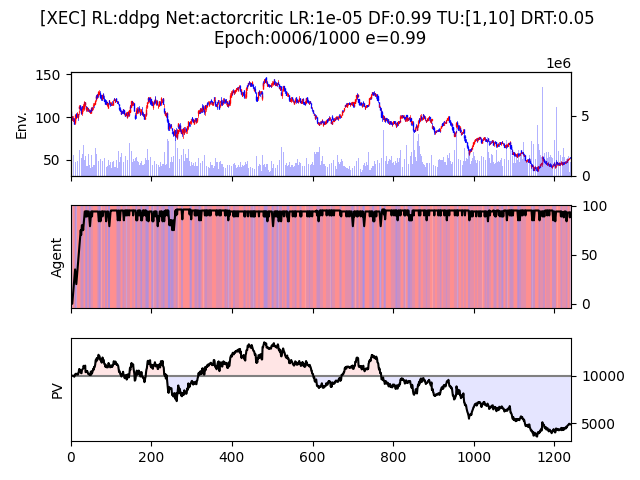 [XEC] RL:ddpg Net:actorcritic LR:1e-05 DF:0.99 TU:[1,10] DRT:0.05
Epoch:0006/1000 e=0.99
1e6
150
100
50
Env.
5
0
Agent
100
50
0
PV
10000
5000
0 200 400 600 800 1000 1200